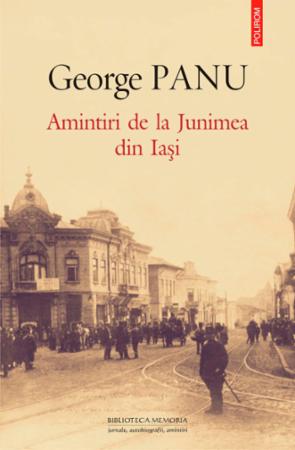 POLIROM
George PANU
Amintiri de la Junimea
din Iaşi
BIBLIOTECA MEMORIA
jurnale, autobiografii, amintiri